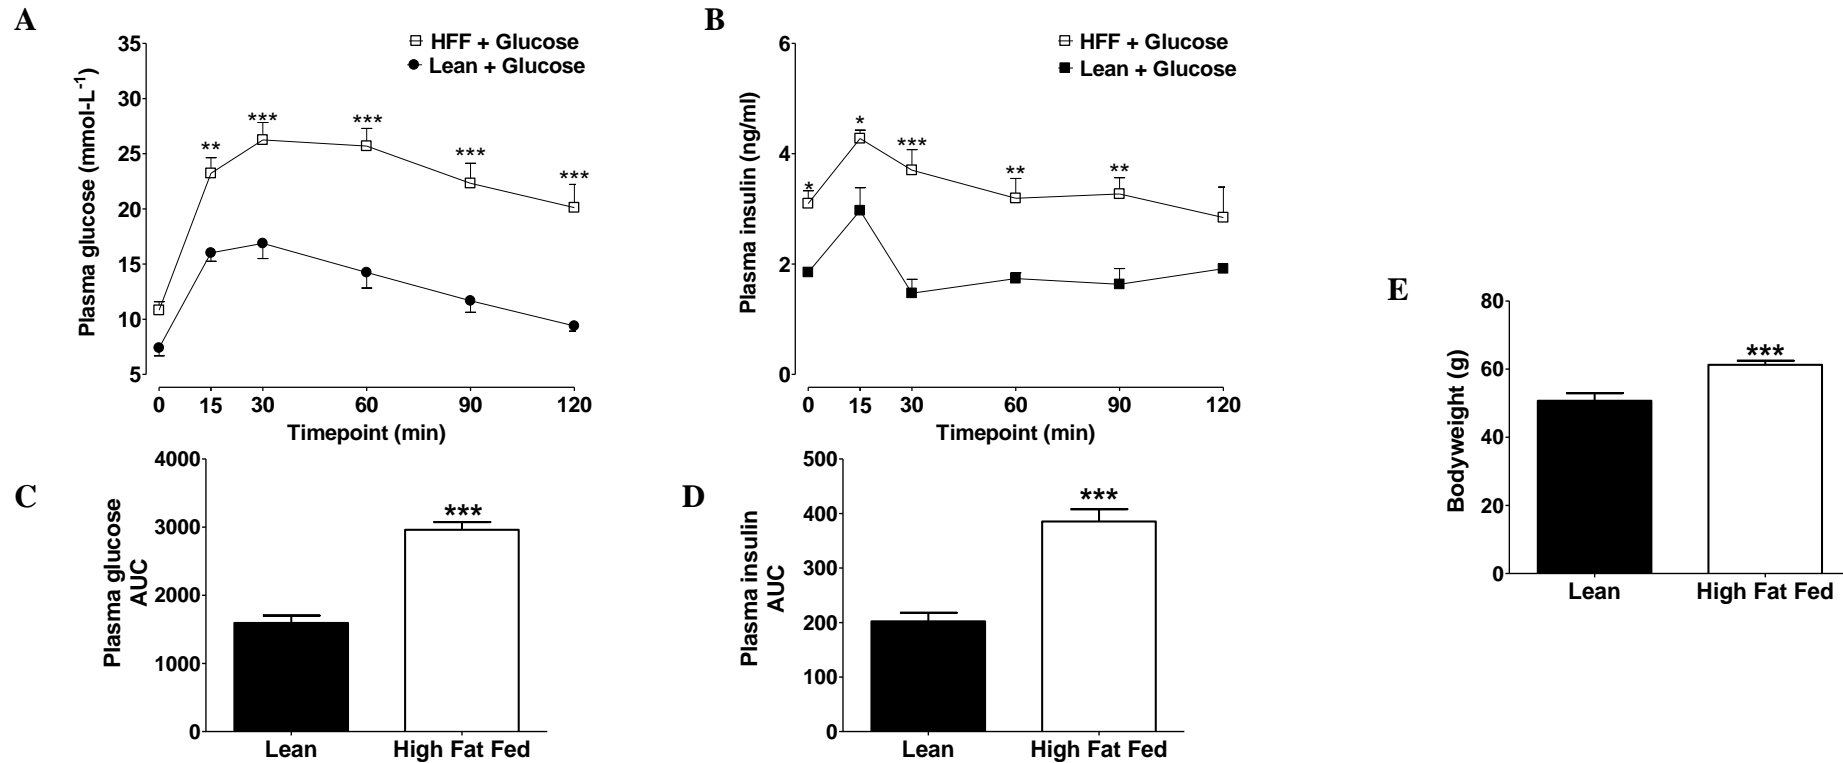 A
HFF + Glucose
Lean + Glucose
Plasma glucose (mmol-L⁻¹)
35
30
25
20
15
10
5
**
***
***
***
***
0 15 30 60 90 120
Timepoint (min)
B
HFF + Glucose
Lean + Glucose
Plasma insulin (ng/ml)
6
4
2
0
*
*
***
**
**
0 15 30 60 90 120
Timepoint (min)
C
Plasma glucose
AUC
4000
3000
2000
1000
0
***
Lean High Fat Fed
D
Plasma insulin
AUC
500
400
300
200
100
0
***
Lean High Fat Fed
E
Bodyweight (g)
80
60
40
20
0
***
Lean High Fat Fed